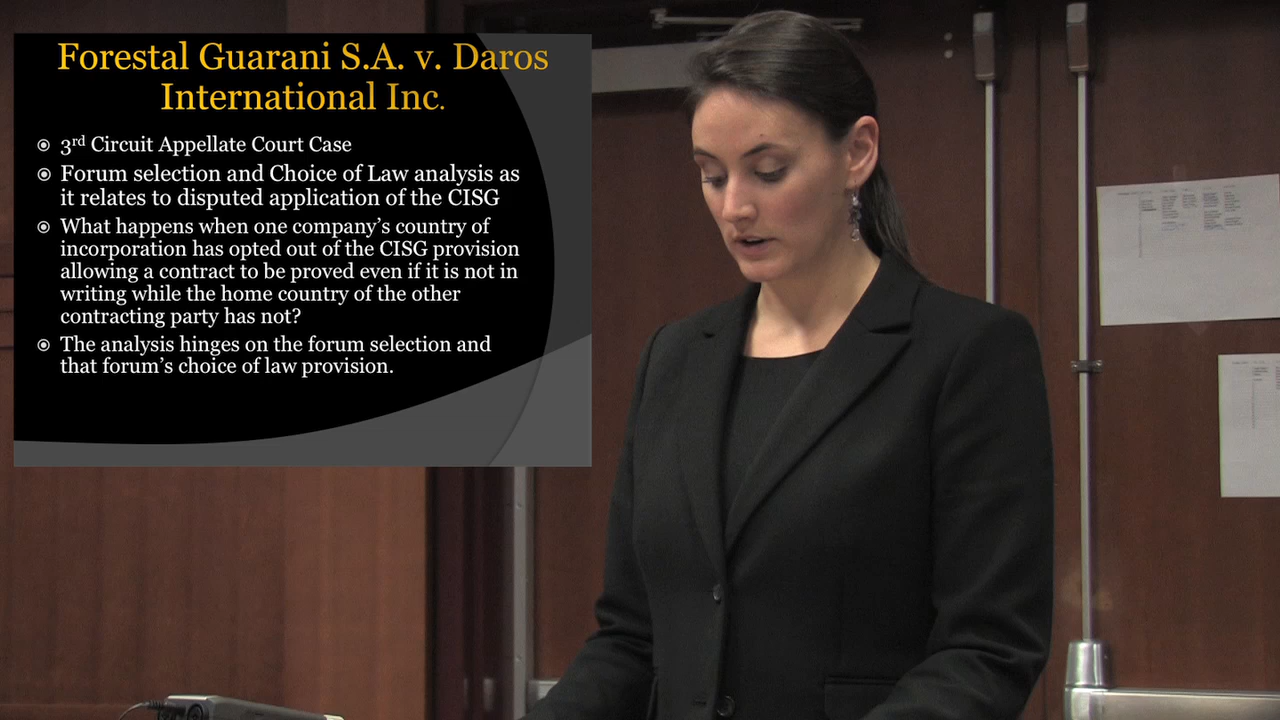 Forestal Guarani S.A. v. Daros
International Inc.
3rd Circuit Appellate Court Case
Forum selection and Choice of Law analysis as
it relates to disputed application of the CISG
What happens when one company's country of
incorporation has opted out of the CISG provision
allowing a contract to be proved even if it is not in
writing while the home country of the other
contracting party has not?
The analysis hinges on the forum selection and
that forum's choice of law provision.